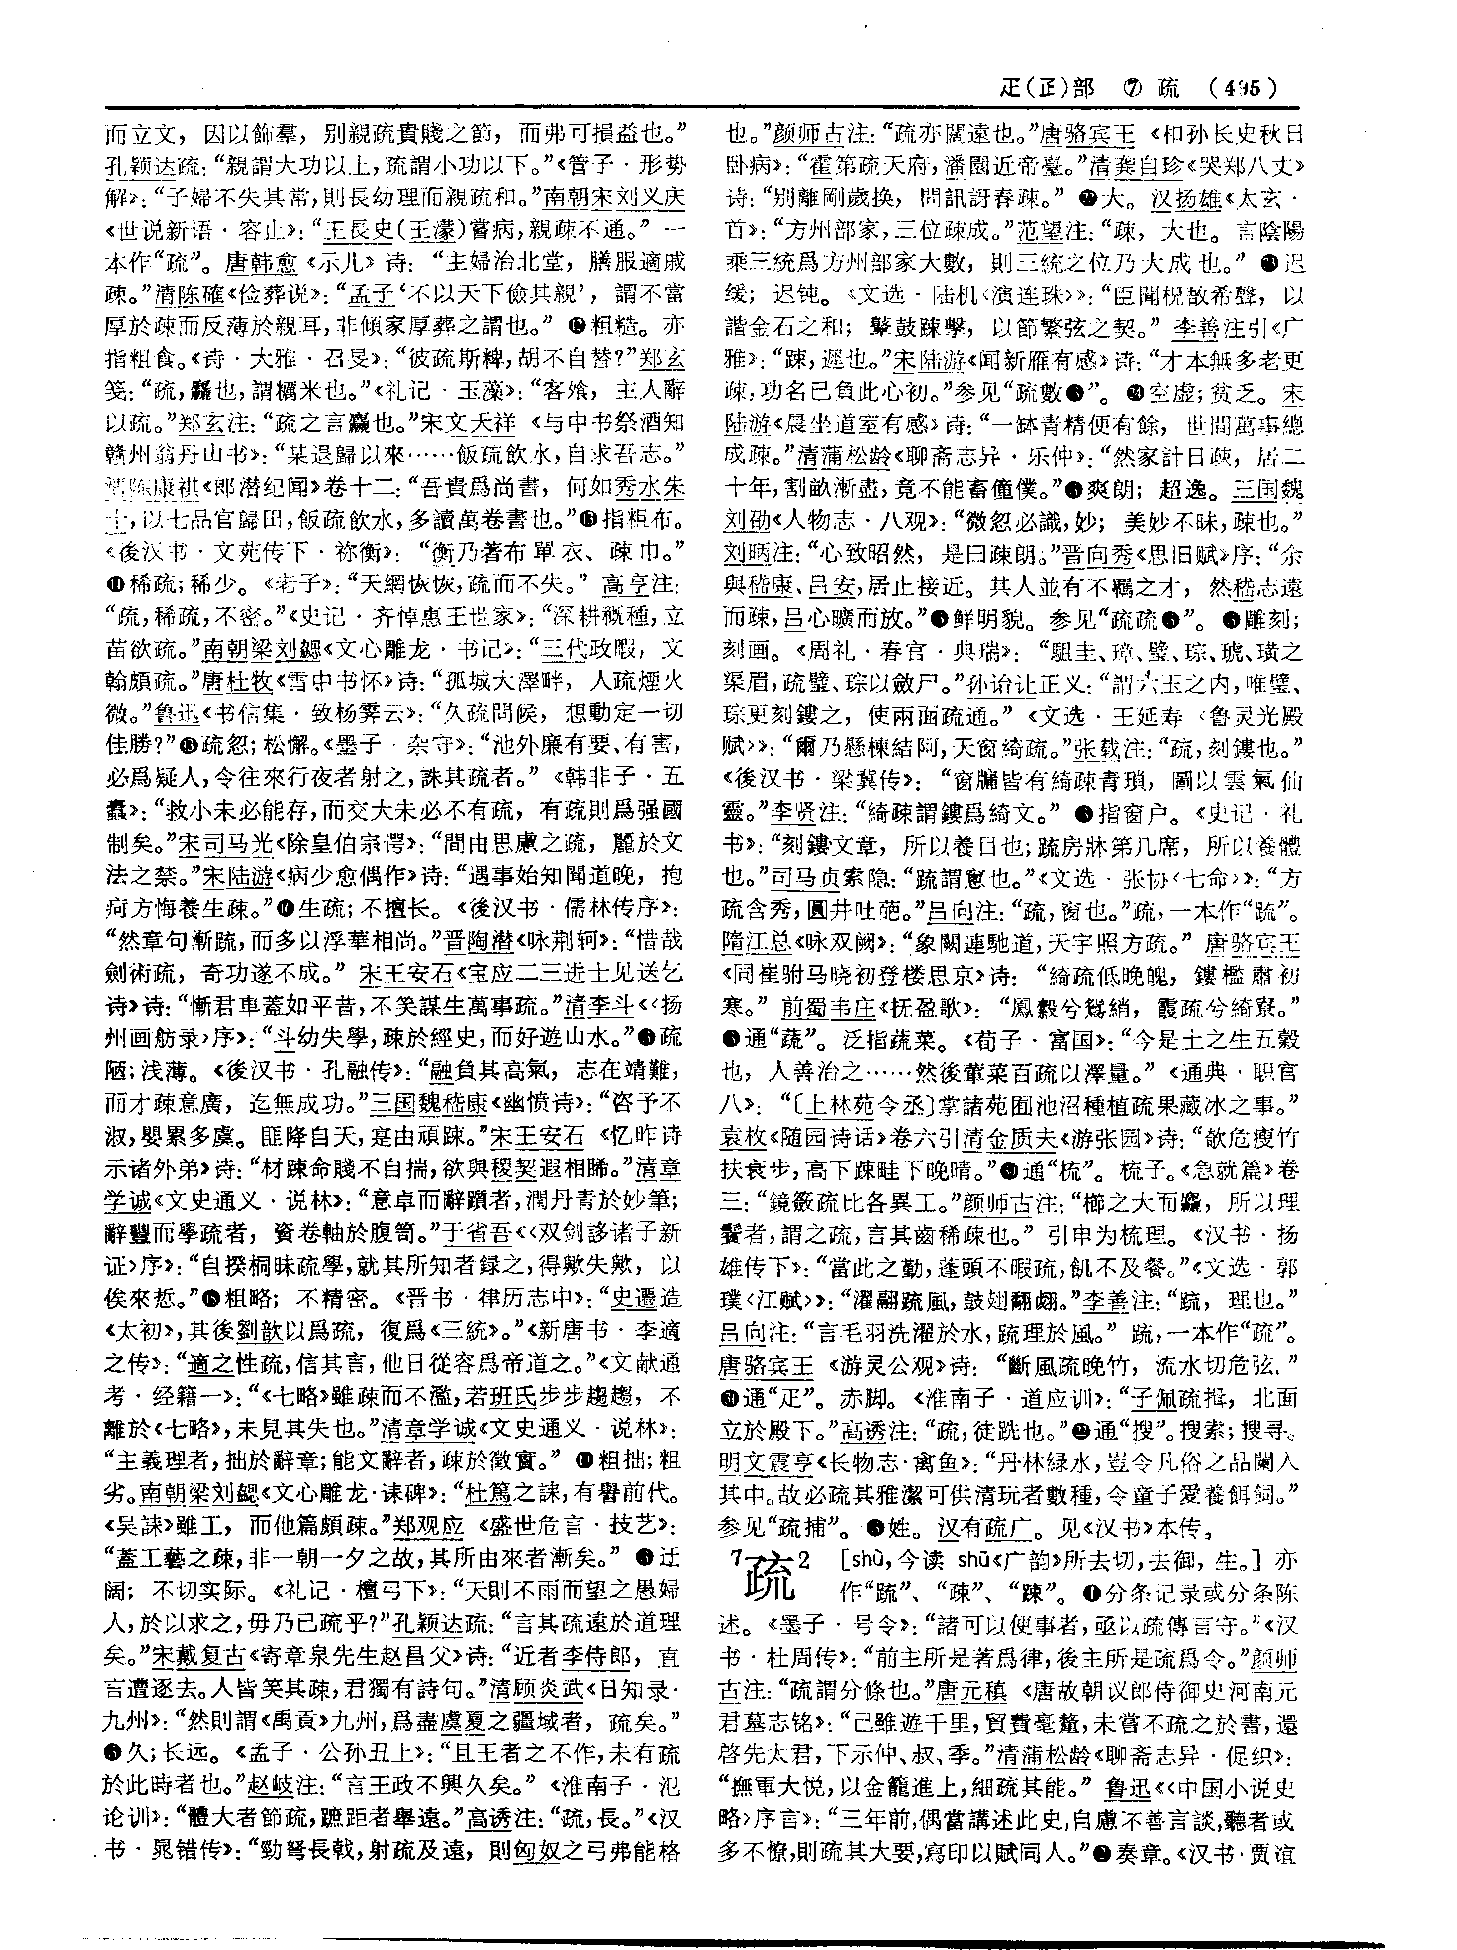 疋(𤴔)部 ⑦ 疏 (495)
而立文，因以飾羣，别親疏貴賤之節，而弗可損益也。”
孔颖达疏：“親謂大功以上，疏謂小功以下。”《管子·形势
解》：“子婦不失其常，則長幼理而親疏和。”南朝宋刘义庆
《世说新语·容止》：“王長史(王濛)嘗病，親疎不通。”一
本作“疏”。唐韩愈《示儿》诗：“主婦治北堂，膳服適戚
疎。”清陈確《俭葬说》：“孟子‘不以天下儉其親’，謂不當
厚於疎而反薄於親耳，非傾家厚葬之謂也。”⓬粗糙。亦
指粗食。《诗·大雅·召旻》：“彼疏斯粺，胡不自替?”郑玄
笺：“疏，麤也，謂糲米也。”《礼记·玉藻》：“客飱，主人辭
以疏。”郑玄注：“疏之言麤也。”宋文天祥《与中书祭酒知
赣州翁丹山书》：“某退歸以來……飯疏飲水，自求吾志。”
清陈康祺《郎潜纪闻》卷十二：“吾貴爲尚書，何如秀水朱
十，以七品官歸田，飯疏飲水，多讀萬卷書也。”⓭指粗布。
《後汉书·文苑传下·祢衡》：“衡乃著布單衣、疎巾。”
⓮稀疏；稀少。《老子》：“天網恢恢，疏而不失。”高亨注：
“疏，稀疏，不密。”《史记·齐悼惠王世家》：“深耕穊種，立
苗欲疏。”南朝梁刘勰《文心雕龙·书记》：“三代政暇，文
翰頗疏。”唐杜牧《雪中书怀》诗：“孤城大澤畔，人疏煙火
微。”鲁迅《书信集·致杨霁云》：“久疏問候，想動定一切
佳勝?”⓯疏忽；松懈。《墨子·杂守》：“池外廉有要、有害，
必爲疑人，令往來行夜者射之，誅其疏者。”《韩非子·五
蠹》：“救小未必能存，而交大未必不有疏，有疏則爲强國
制矣。”宋司马光《除皇伯宗谔》：“間由思慮之疏，麗於文
法之禁。”宋陆游《病少愈偶作》诗：“遇事始知聞道晚，抱
痾方悔養生疎。”⓰生疏；不擅长。《後汉书·儒林传序》：
“然章句漸疏，而多以浮華相尚。”晋陶潜《咏荆轲》：“惜哉
劍術疏，奇功遂不成。”宋王安石《宝应二三进士见送乞
诗》诗：“慚君車蓋如平昔，不笑謀生萬事疏。”清李斗《〈扬
州画舫录〉序》：“斗幼失學，疎於經史，而好遊山水。”⓱疏
陋；浅薄。《後汉书·孔融传》：“融負其高氣，志在靖難，
而才疎意廣，迄無成功。”三国魏嵇康《幽愤诗》：“咨予不
淑，嬰累多虞。匪降自天，寔由頑踈。”宋王安石《忆昨诗
示诸外弟》诗：“材踈命賤不自揣，欲與稷契遐相睎。”清章
学诚《文史通义·说林》：“意卓而辭躓者，潤丹青於妙筆；
辭豐而學疏者，資卷軸於腹笥。”于省吾《〈双剑誃诸子新
证〉序》：“自揆桐昧疏學，就其所知者録之，得歟失歟，以
俟來悊。”⓲粗略；不精密。《晋书·律历志中》：“史遷造
《太初》，其後劉歆以爲疏，復爲《三統》。”《新唐书·李適
之传》：“適之性疏，信其言，他日從容爲帝道之。”《文献通
考·经籍一》：“《七略》雖疎而不濫，若班氏步步趨趨，不
離於《七略》，未見其失也。”清章学诚《文史通义·说林》：
“主義理者，拙於辭章；能文辭者，疎於徵實。”⓳粗拙；粗
劣。南朝梁刘勰《文心雕龙·诔碑》：“杜篤之誄，有譽前代。
《吴誄》雖工，而他篇頗疎。”郑观应《盛世危言·技艺》：
“蓋工藝之疎，非一朝一夕之故，其所由來者漸矣。”⓴迂
阔；不切实际。《礼记·檀弓下》：“天則不雨而望之愚婦
人，於以求之，毋乃已疏乎?”孔颖达疏：“言其疏遠於道理
矣。”宋戴复古《寄章泉先生赵昌父》诗：“近者李侍郎，直
言遭逐去。人皆笑其疎，君獨有詩句。”清顾炎武《日知录·
九州》：“然則謂《禹貢》九州，爲盡虞夏之疆域者，疏矣。”
㉑久；长远。《孟子·公孙丑上》：“且王者之不作，未有疏
於此時者也。”赵岐注：“言王政不興久矣。”《淮南子·氾
论训》：“體大者節疏，蹠距者舉遠。”高诱注：“疏，長。”《汉
书·晁错传》：“勁弩長戟，射疏及遠，則匈奴之弓弗能格
也。”颜师古注：“疏亦闊遠也。”唐骆宾王《和孙长史秋日
卧病》：“霍第疏天府，潘園近帝臺。”清龚自珍《哭郑八丈》
诗：“别離剛歲换，問訊訝春疎。”㉒大。汉扬雄《太玄·
首》：“方州部家，三位疎成。”范望注：“疎，大也。言陰陽
乘三統爲方州部家大數，則三統之位乃大成也。”㉓迟
缓；迟钝。《文选·陆机〈演连珠〉》：“臣聞柷敔希聲，以
諧金石之和；鼙鼓踈擊，以節繁弦之契。”李善注引《广
雅》：“踈，遲也。”宋陆游《闻新雁有感》诗：“才本無多老更
疎，功名已負此心初。”参见“疏數●”。㉔空虚；贫乏。宋
陆游《晨坐道室有感》诗：“一缽青精便有餘，世間萬事總
成疎。”清蒲松龄《聊斋志异·乐仲》：“然家計日疎，居二
十年，割畝漸盡，竟不能畜僮僕。”㉕爽朗；超逸。三国魏
刘劭《人物志·八观》：“微忽必識，妙；美妙不昧，疎也。”
刘昞注：“心致昭然，是曰疎朗。”晋向秀《思旧赋》序：“余
與嵇康、吕安，居止接近。其人並有不羈之才，然嵇志遠
而疎，吕心曠而放。”㉖鲜明貌。参见“疏疏●”。㉗雕刻；
刻画。《周礼·春官·典瑞》：“駔圭、璋、璧、琮、琥、璜之
渠眉，疏璧、琮以斂尸。”孙诒让正义：“謂六玉之内，唯璧、
琮更刻鏤之，使兩面疏通。”《文选·王延寿〈鲁灵光殿
赋〉》：“爾乃懸棟結阿，天窗綺疏。”张载注：“疏，刻鏤也。”
《後汉书·梁冀传》：“窗牖皆有綺疎青瑣，圖以雲氣仙
靈。”李贤注：“綺疎謂鏤爲綺文。”㉘指窗户。《史记·礼
书》：“刻鏤文章，所以養目也；疏房牀第几席，所以養體
也。”司马贞索隐：“疏謂窻也。”《文选·张协〈七命〉》：“方
疏含秀，圓井吐葩。”吕向注：“疏，窗也。”疏，一本作“䟽”。
隋江总《咏双阙》：“象闕連馳道，天宇照方疏。”唐骆宾王
《同崔驸马晓初登楼思京》诗：“綺疏低晚魄，鏤檻肅初
寒。”前蜀韦庄《抚盈歌》：“鳳縠兮鴛綃，霞疏兮綺寮。”
㉙通“蔬”。泛指蔬菜。《荀子·富国》：“今是土之生五穀
也，人善治之……然後葷菜百疏以澤量。”《通典·职官
八》：“〔上林苑令丞〕掌諸苑囿池沼種植疏果藏冰之事。”
袁枚《随园诗话》卷六引清金质夫《游张园》诗：“欹危瘦竹
扶衰步，高下疎畦下晚晴。”㉚通“梳”。梳子。《急就篇》卷
三：“鏡籢疏比各異工。”颜师古注：“櫛之大而麤，所以理
鬢者，謂之疏，言其齒稀疎也。”引申为梳理。《汉书·扬
雄传下》：“當此之勤，蓬頭不暇疏，飢不及餐。”《文选·郭
璞〈江赋〉》：“濯翮疏風，鼓翅翻翽。”李善注：“疏，理也。”
吕向注：“言毛羽洗濯於水，疏理於風。”䟽，一本作“疏”。
唐骆宾王《游灵公观》诗：“斷風疏晚竹，流水切危弦。”
㉛通“疋”。赤脚。《淮南子·道应训》：“子佩疏揖，北面
立於殿下。”高诱注：“疏，徒跣也。”㉜通“搜”。搜索；搜寻。
明文震亨《长物志·禽鱼》：“丹林緑水，豈令凡俗之品闌入
其中。故必疏其雅潔可供清玩者數種，令童子愛養餌飼。”
参见“疏捕”。㉝姓。汉有疏广。见《汉书》本传。
7疏2 [shù，今读 shū《广韵》所去切，去御，生。] 亦
作“䟽”、“疎”、“踈”。❶分条记录或分条陈
述。《墨子·号令》：“諸可以使事者，亟以疏傳言守。”《汉
书·杜周传》：“前主所是著爲律，後主所是疏爲令。”颜师
古注：“疏謂分條也。”唐元稹《唐故朝议郎侍御史河南元
君墓志铭》：“己雖遊千里，貿費毫釐，未嘗不疏之於書，還
啓先太君，下示仲、叔、季。”清蒲松龄《聊斋志异·促织》：
“撫軍大悦，以金籠進上，細疏其能。”鲁迅《〈中国小说史
略〉序言》：“三年前，偶當講述此史，自慮不善言談，聽者或
多不憭，則疏其大要，寫印以賦同人。”❷奏章。《汉书·贾谊